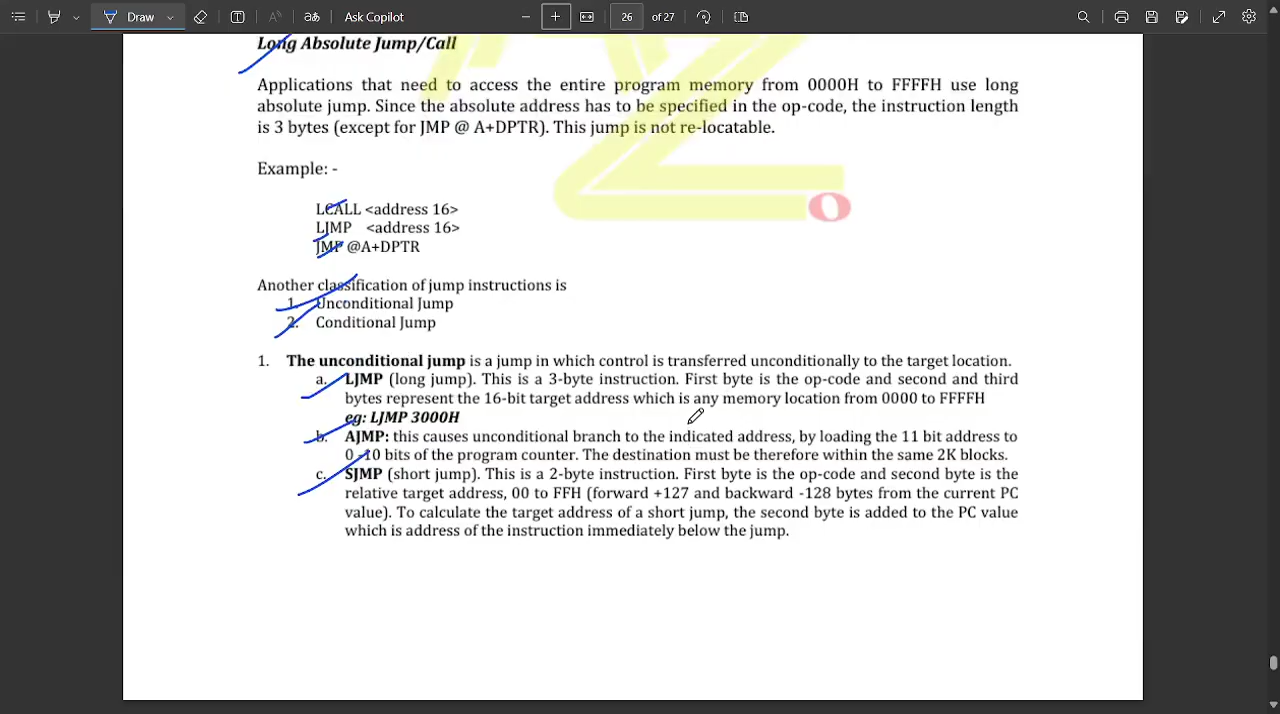 Draw
Ask Copilot
26 of 27
Long Absolute Jump/Call
Applications that need to access the entire program memory from 0000H to FFFFH use long
absolute jump. Since the absolute address has to be specified in the op-code, the instruction length
is 3 bytes (except for JMP @ A+DPTR). This jump is not re-locatable.
Example: -
LCALL <address 16>
LJMP <address 16>
JMP @A+DPTR
Another classification of jump instructions is
1. Unconditional Jump
2. Conditional Jump
1. The unconditional jump is a jump in which control is transferred unconditionally to the target location.
a. LJMP (long jump). This is a 3-byte instruction. First byte is the op-code and second and third
bytes represent the 16-bit target address which is any memory location from 0000 to FFFFH
eg: LJMP 3000H
b. AJMP: this causes unconditional branch to the indicated address, by loading the 11 bit address to
0 -10 bits of the program counter. The destination must be therefore within the same 2K blocks.
c. SJMP (short jump). This is a 2-byte instruction. First byte is the op-code and second byte is the
relative target address, 00 to FFH (forward +127 and backward -128 bytes from the current PC
value). To calculate the target address of a short jump, the second byte is added to the PC value
which is address of the instruction immediately below the jump.